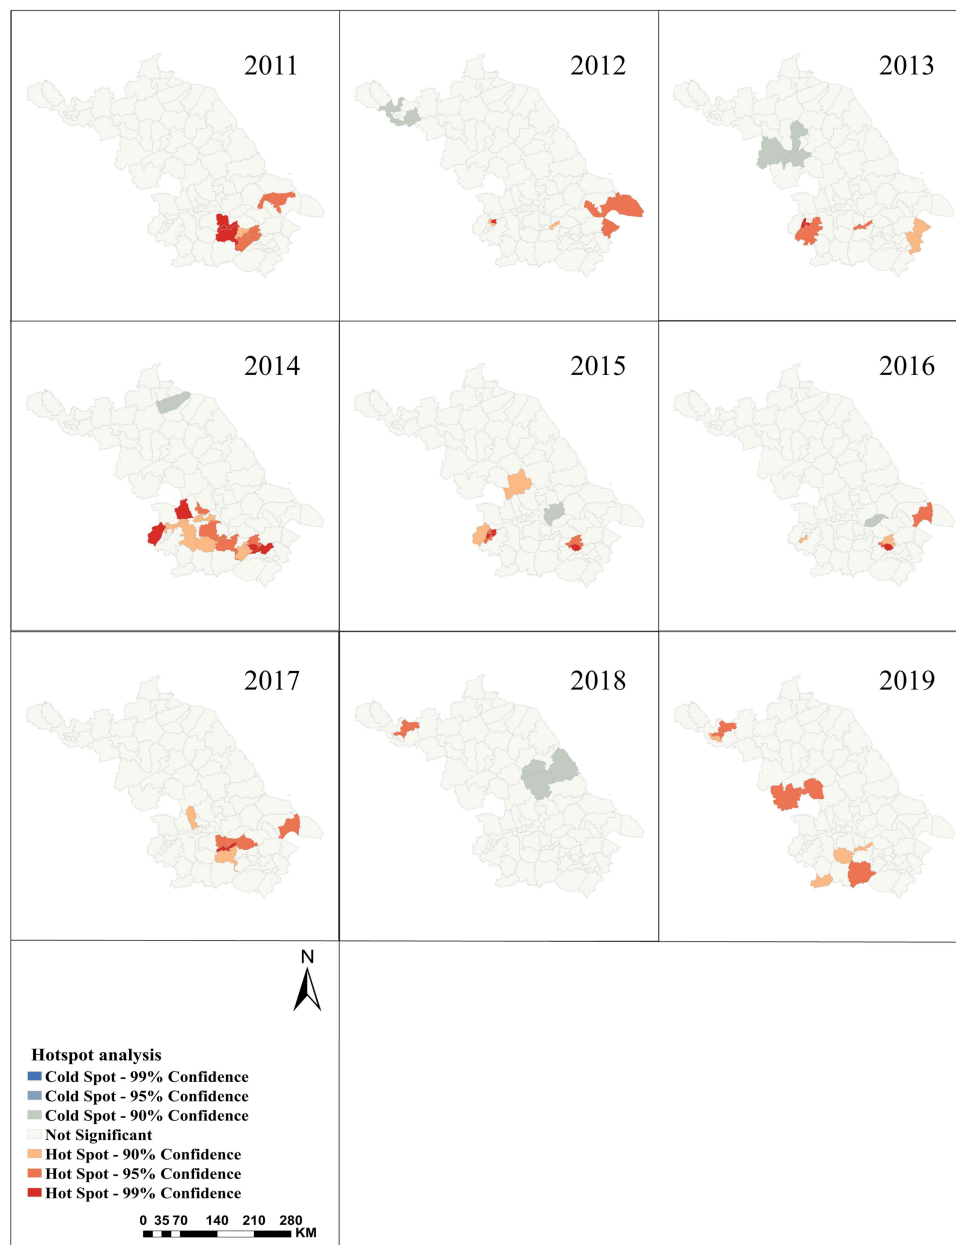 2011
2012
2013
2014
2015
2016
2017
2018
2019
N
Hotspot analysis
Cold Spot - 99% Confidence
Cold Spot - 95% Confidence
Cold Spot - 90% Confidence
Not Significant
Hot Spot - 90% Confidence
Hot Spot - 95% Confidence
Hot Spot - 99% Confidence
0 35 70 140 210 280
KM